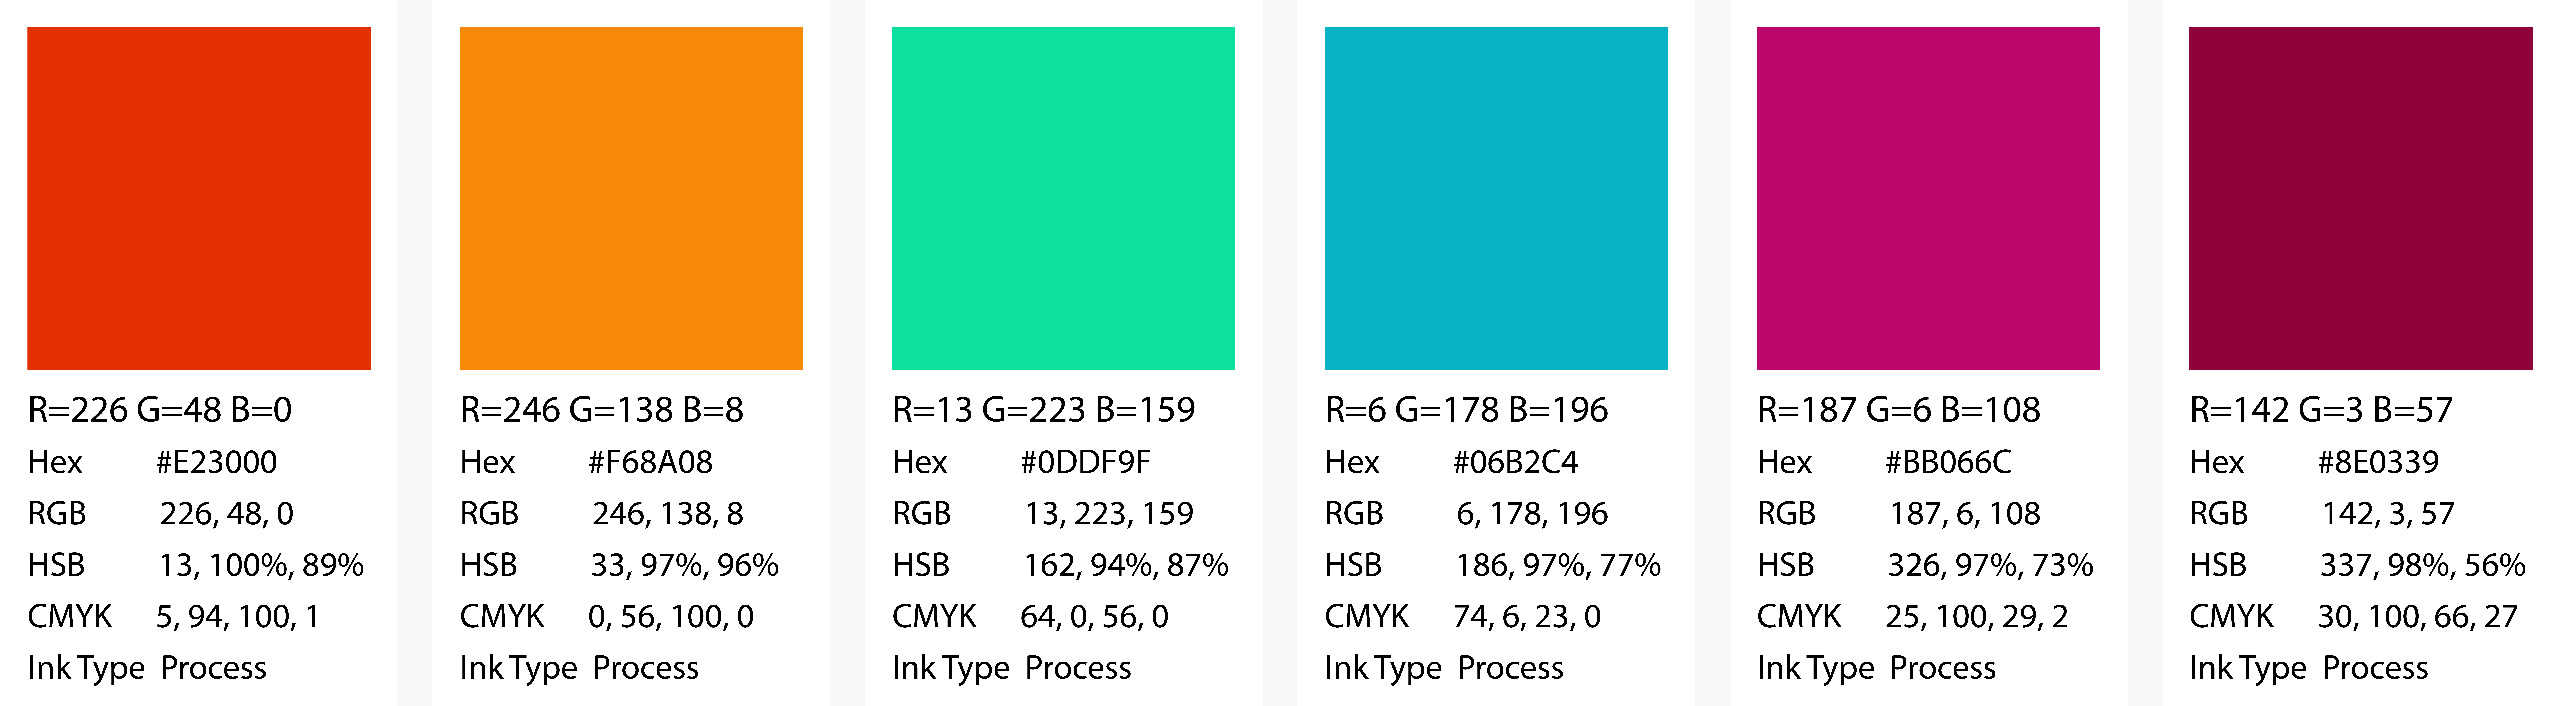 R=226 G=48 B=0
Hex #E23000
RGB 226, 48, 0
HSB 13, 100%, 89%
CMYK 5, 94, 100, 1
Ink Type Process
R=246 G=138 B=8
Hex #F68A08
RGB 246, 138, 8
HSB 33, 97%, 96%
CMYK 0, 56, 100, 0
Ink Type Process
R=13 G=223 B=159
Hex #0DDF9F
RGB 13, 223, 159
HSB 162, 94%, 87%
CMYK 64, 0, 56, 0
Ink Type Process
R=6 G=178 B=196
Hex #06B2C4
RGB 6, 178, 196
HSB 186, 97%, 77%
CMYK 74, 6, 23, 0
Ink Type Process
R=187 G=6 B=108
Hex #BB066C
RGB 187, 6, 108
HSB 326, 97%, 73%
CMYK 25, 100, 29, 2
Ink Type Process
R=142 G=3 B=57
Hex #8E0339
RGB 142, 3, 57
HSB 337, 98%, 56%
CMYK 30, 100, 66, 27
Ink Type Process